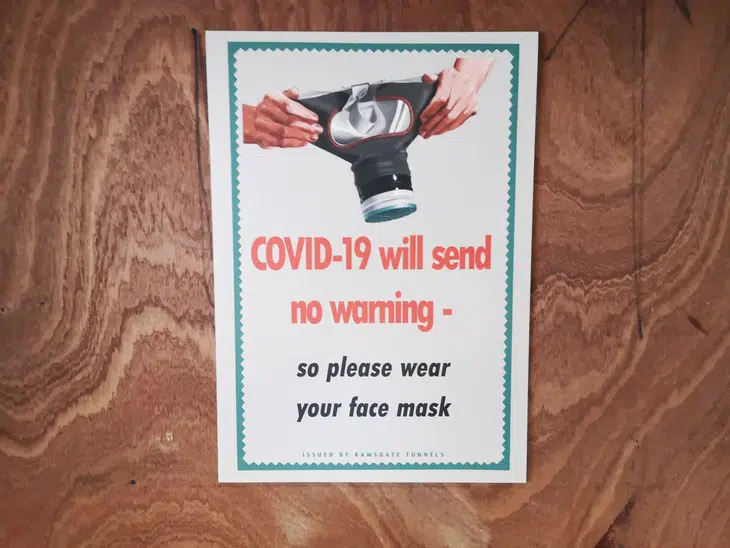 COVID-19 will send
no warning -
so please wear
your face mask
ISSUED BY RAMSGATE TUNNELS